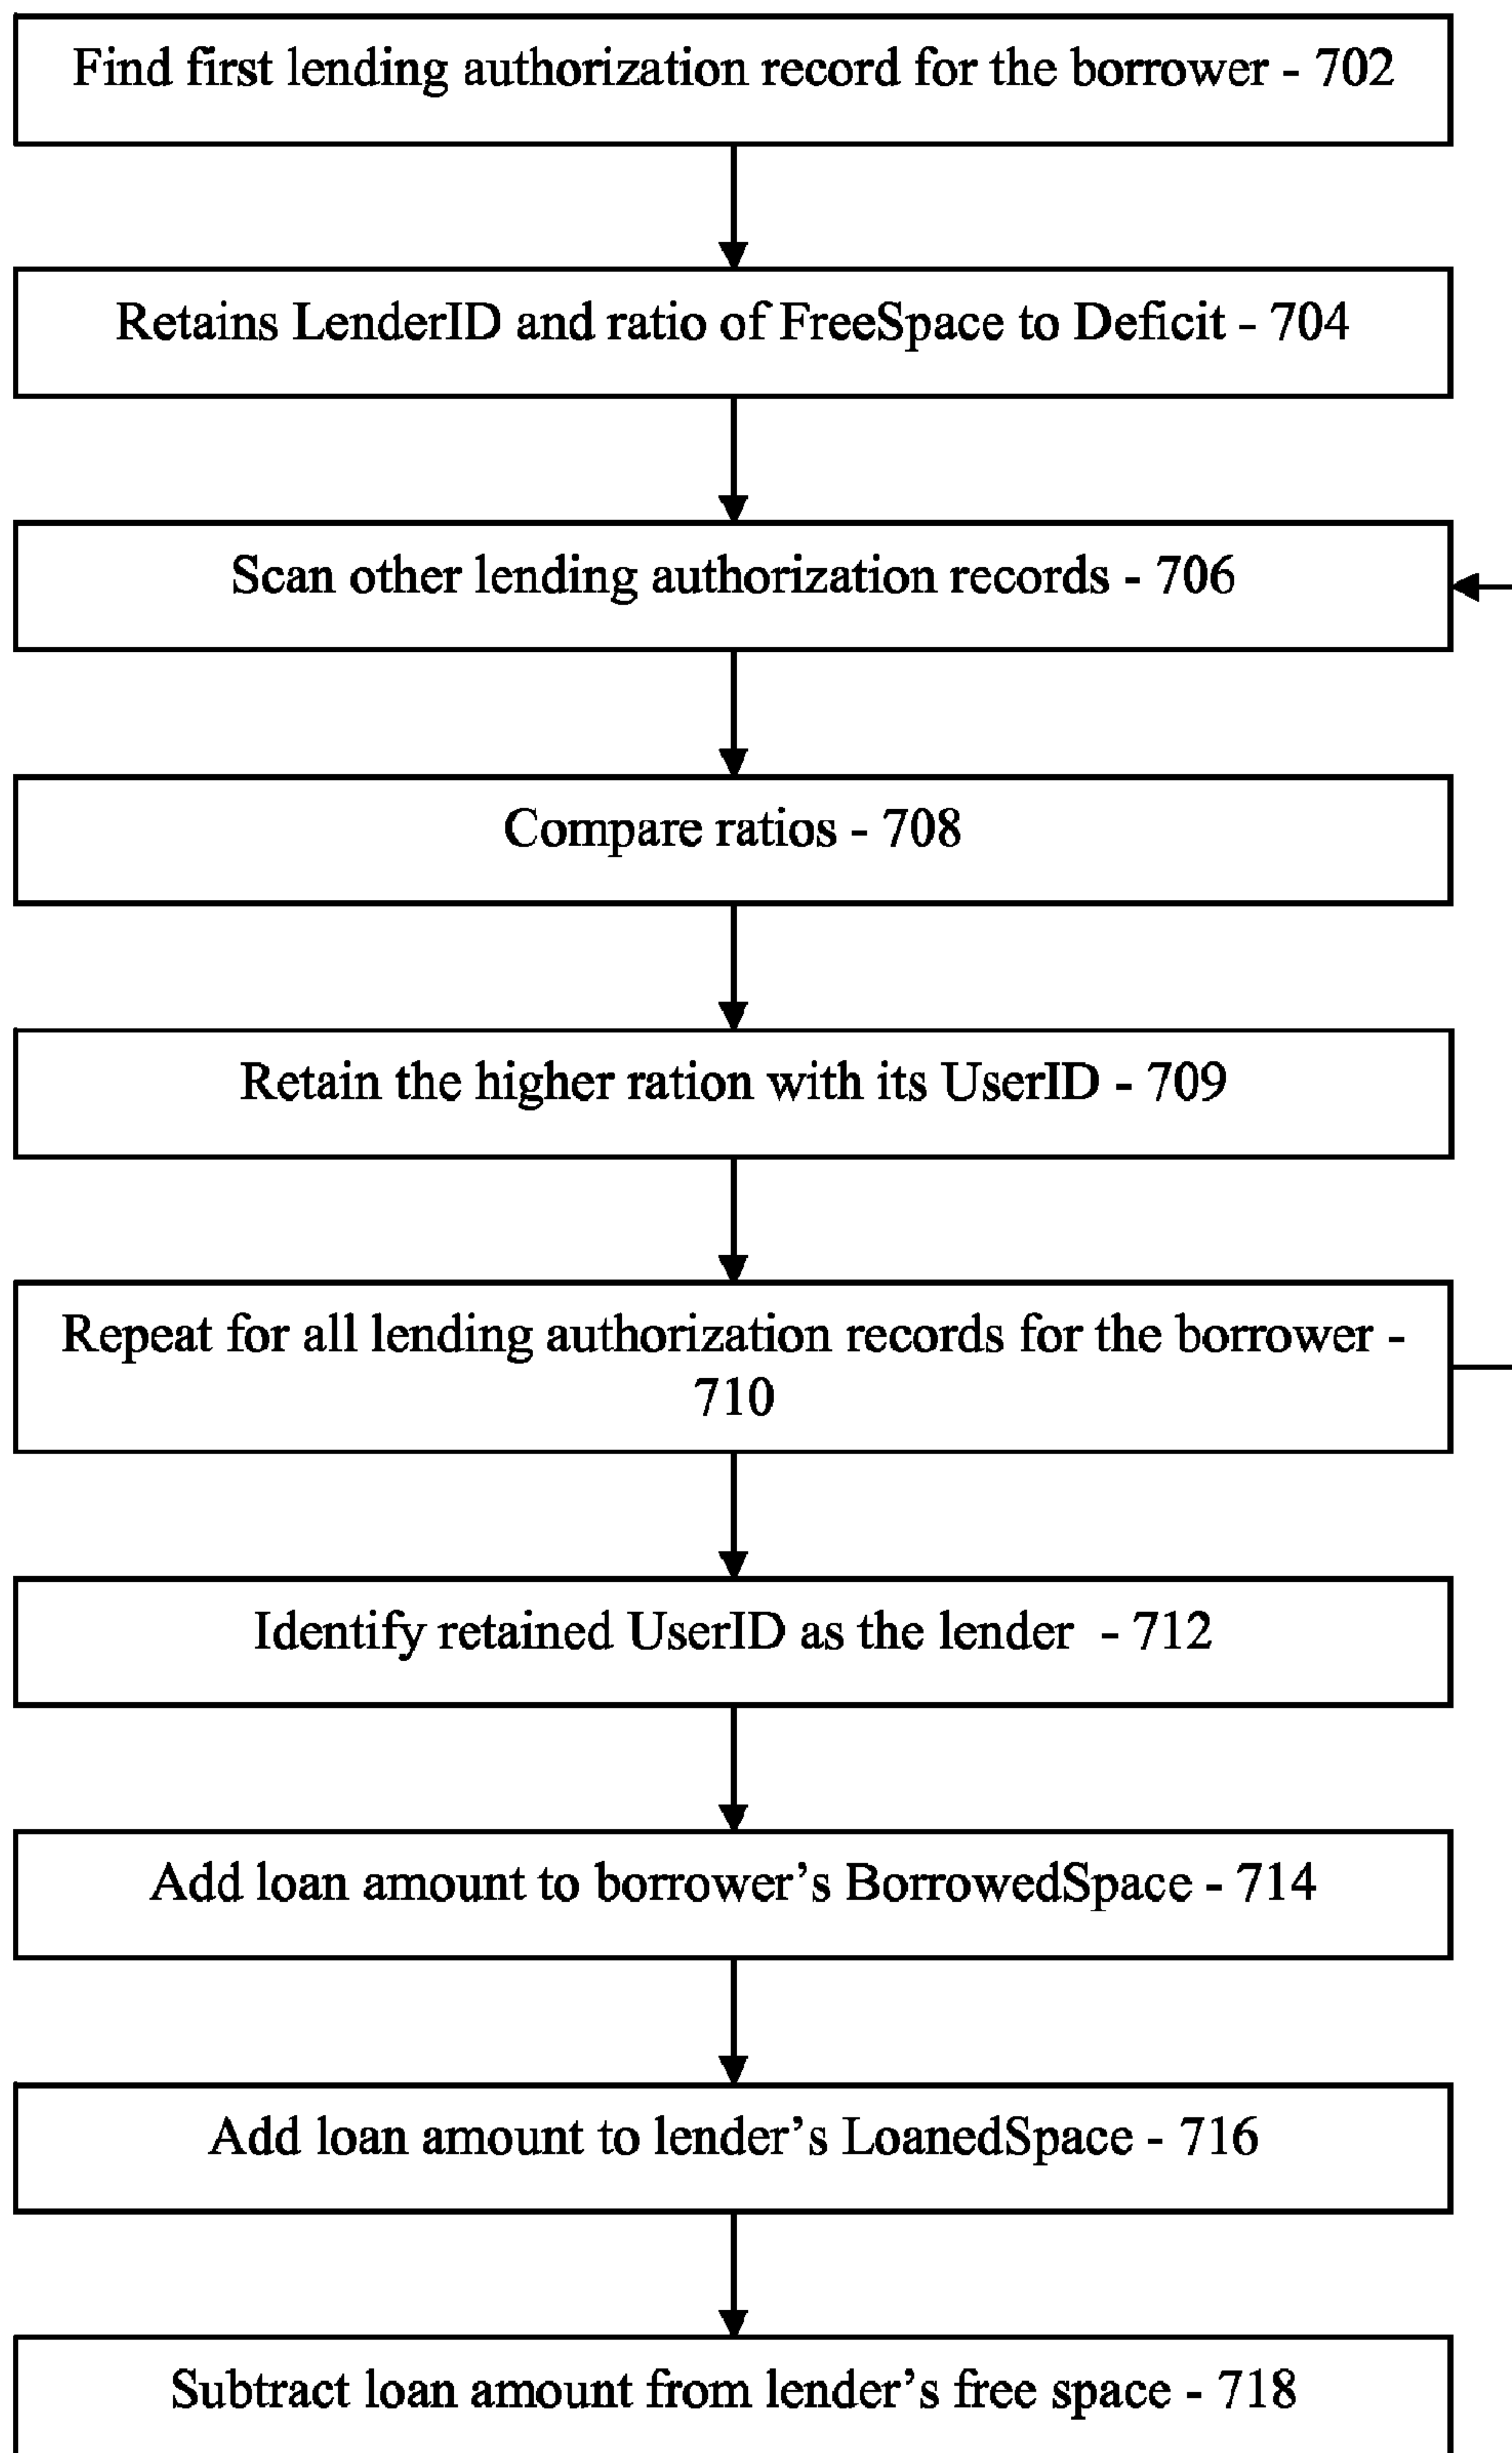 Find first lending authorization record for the borrower - 702
Retains LenderID and ratio of FreeSpace to Deficit - 704
Scan other lending authorization records - 706
Compare ratios - 708
Retain the higher ration with its UserID - 709
Repeat for all lending authorization records for the borrower -
710
Identify retained UserID as the lender - 712
Add loan amount to borrower’s BorrowedSpace - 714
Add loan amount to lender’s LoanedSpace - 716
Subtract loan amount from lender’s free space - 718